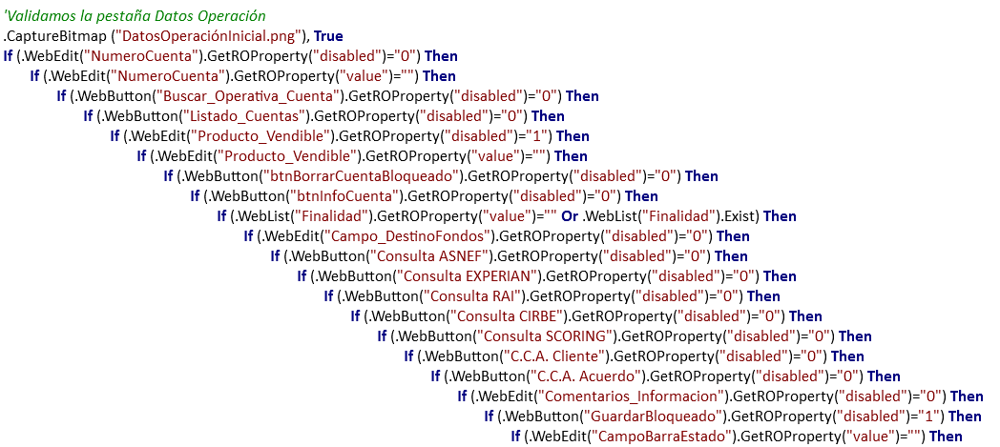 'Validamos la pestaña Datos Operación
.CaptureBitmap ("DatosOperaciónInicial.png"), True
If (.WebEdit("NumeroCuenta").GetROProperty("disabled")="0") Then
If (.WebEdit("NumeroCuenta").GetROProperty("value")="") Then
If (.WebButton("Buscar_Operativa_Cuenta").GetROProperty("disabled")="0") Then
If (.WebButton("Listado_Cuentas").GetROProperty("disabled")="0") Then
If (.WebEdit("Producto_Vendible").GetROProperty("disabled")="1") Then
If (.WebEdit("Producto_Vendible").GetROProperty("value")="") Then
If (.WebButton("btnBorrarCuentaBloqueado").GetROProperty("disabled")="0") Then
If (.WebButton("btnInfoCuenta").GetROProperty("disabled")="0") Then
If (.WebList("Finalidad").GetROProperty("value")="" Or .WebList("Finalidad").Exist) Then
If (.WebEdit("Campo_DestinoFondos").GetROProperty("disabled")="0") Then
If (.WebButton("Consulta ASNEF").GetROProperty("disabled")="0") Then
If (.WebButton("Consulta EXPERIAN").GetROProperty("disabled")="0") Then
If (.WebButton("Consulta RAI").GetROProperty("disabled")="0") Then
If (.WebButton("Consulta CIRBE").GetROProperty("disabled")="0") Then
If (.WebButton("Consulta SCORING").GetROProperty("disabled")="0") Then
If (.WebButton("C.C.A. Cliente").GetROProperty("disabled")="0") Then
If (.WebButton("C.C.A. Acuerdo").GetROProperty("disabled")="0") Then
If (.WebEdit("Comentarios_Informacion").GetROProperty("disabled")="0") Then
If (.WebButton("GuardarBloqueado").GetROProperty("disabled")="1") Then
If (.WebEdit("CampoBarraEstado").GetROProperty("value")="") Then